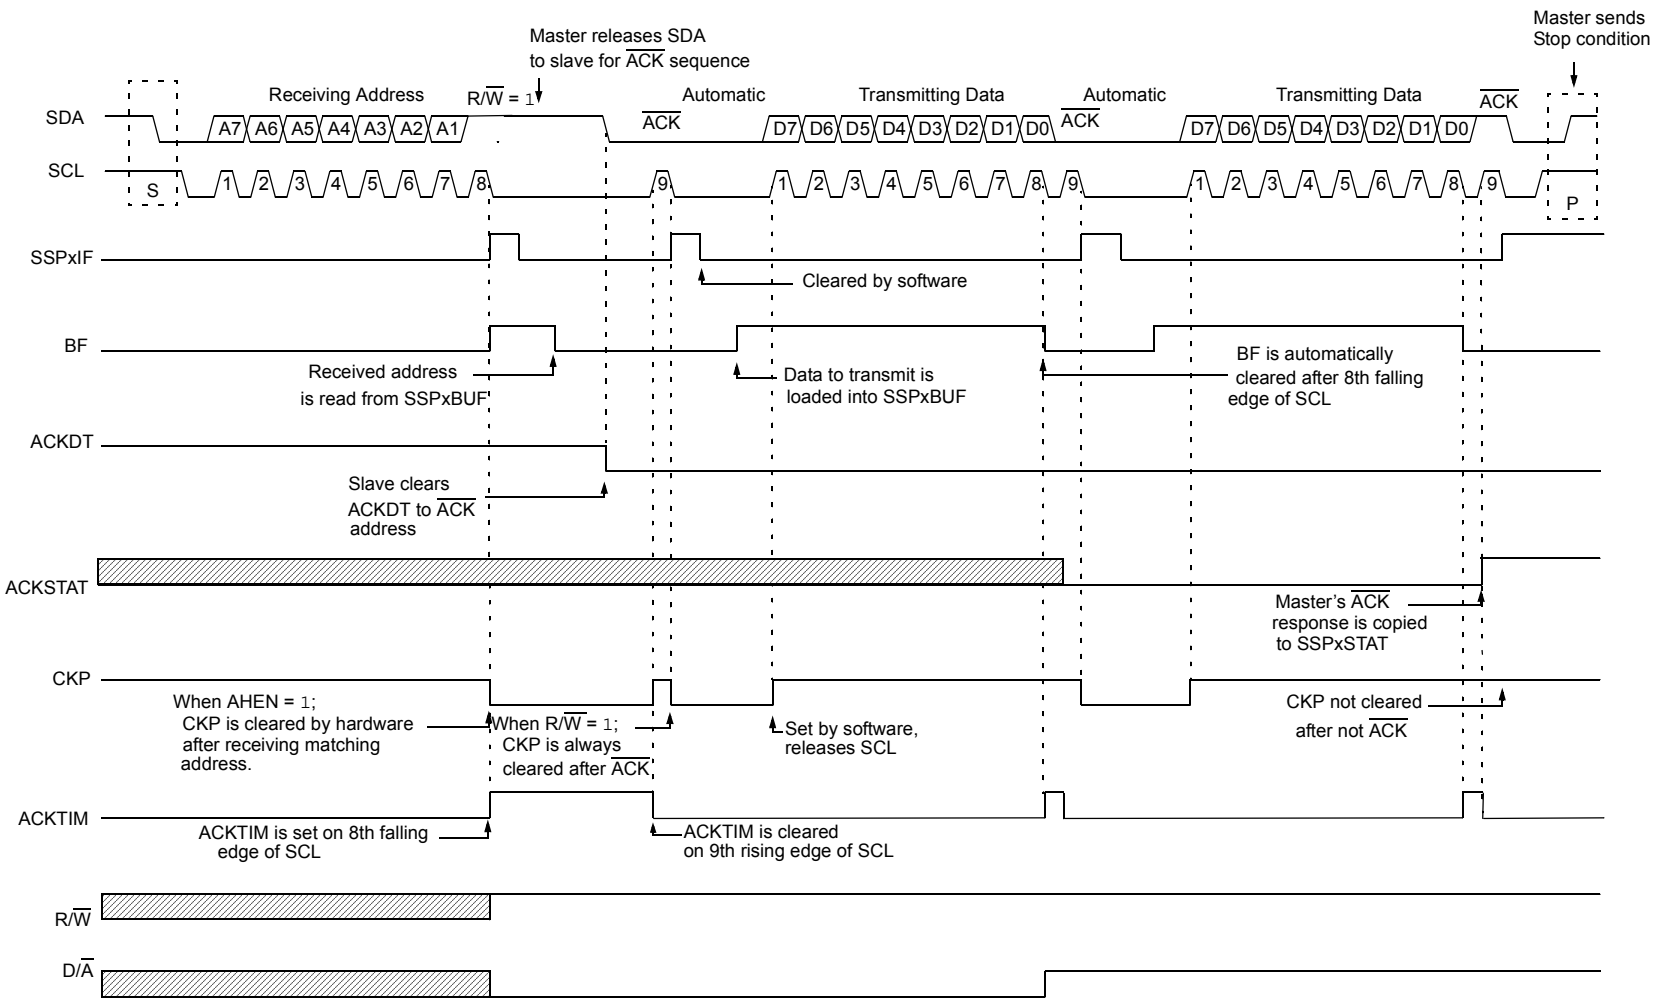 Master sends
Stop condition
Master releases SDA
to slave for ACK sequence
Receiving Address
R/W = 1
Automatic
Transmitting Data
Automatic
Transmitting Data
ACK
SDA
A7 A6 A5 A4 A3 A2 A1
ACK
D7 D6 D5 D4 D3 D2 D1 D0
ACK
D7 D6 D5 D4 D3 D2 D1 D0
SCL
S
1 2 3 4 5 6 7 8 9
1 2 3 4 5 6 7 8 9
1 2 3 4 5 6 7 8 9
P
SSPxIF
Cleared by software
BF
Received address
is read from SSPxBUF
Data to transmit is
loaded into SSPxBUF
BF is automatically
cleared after 8th falling
edge of SCL
ACKDT
Slave clears
ACKDT to ACK
address
ACKSTAT
Master's ACK
response is copied
to SSPxSTAT
CKP
When AHEN = 1;
CKP is cleared by hardware
after receiving matching
address.
When R/W = 1;
CKP is always
cleared after ACK
Set by software,
releases SCL
CKP not cleared
after not ACK
ACKTIM
ACKTIM is set on 8th falling
edge of SCL
ACKTIM is cleared
on 9th rising edge of SCL
R/W
D/A